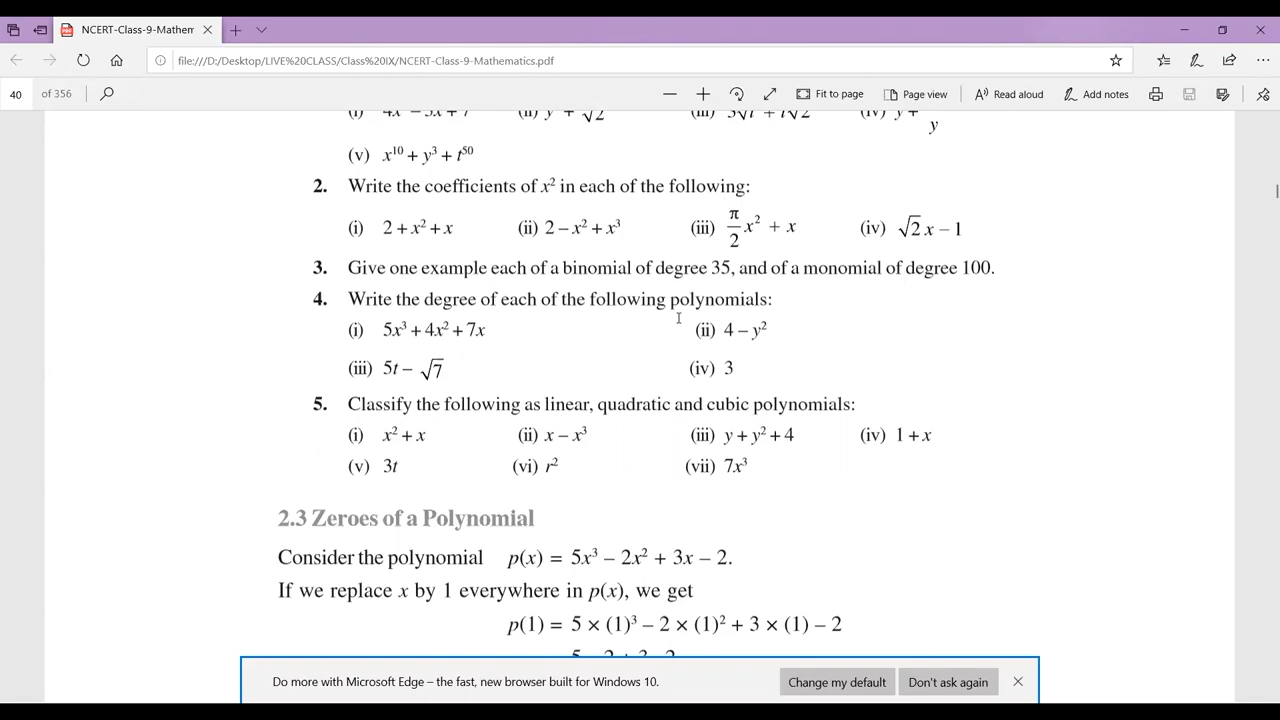 NCERT-Class-9-Mathem
file:///D:/Desktop/LIVE%20CLASS/Class%20IX/NCERT-Class-9-Mathematics.pdf
40 of 356 Fit to page Page view Read aloud Add notes
(v) x¹⁰ + y³ + t⁵⁰
2. Write the coefficients of x² in each of the following:
(i) 2 + x² + x (ii) 2 – x² + x³ (iii) π/2 x² + x (iv) √2 x – 1
3. Give one example each of a binomial of degree 35, and of a monomial of degree 100.
4. Write the degree of each of the following polynomials:
(i) 5x³ + 4x² + 7x (ii) 4 – y²
(iii) 5t – √7 (iv) 3
5. Classify the following as linear, quadratic and cubic polynomials:
(i) x² + x (ii) x – x³ (iii) y + y² + 4 (iv) 1 + x
(v) 3t (vi) r² (vii) 7x³
2.3 Zeroes of a Polynomial
Consider the polynomial p(x) = 5x³ – 2x² + 3x – 2.
If we replace x by 1 everywhere in p(x), we get
p(1) = 5 × (1)³ – 2 × (1)² + 3 × (1) – 2
Do more with Microsoft Edge – the fast, new browser built for Windows 10. Change my default Don't ask again